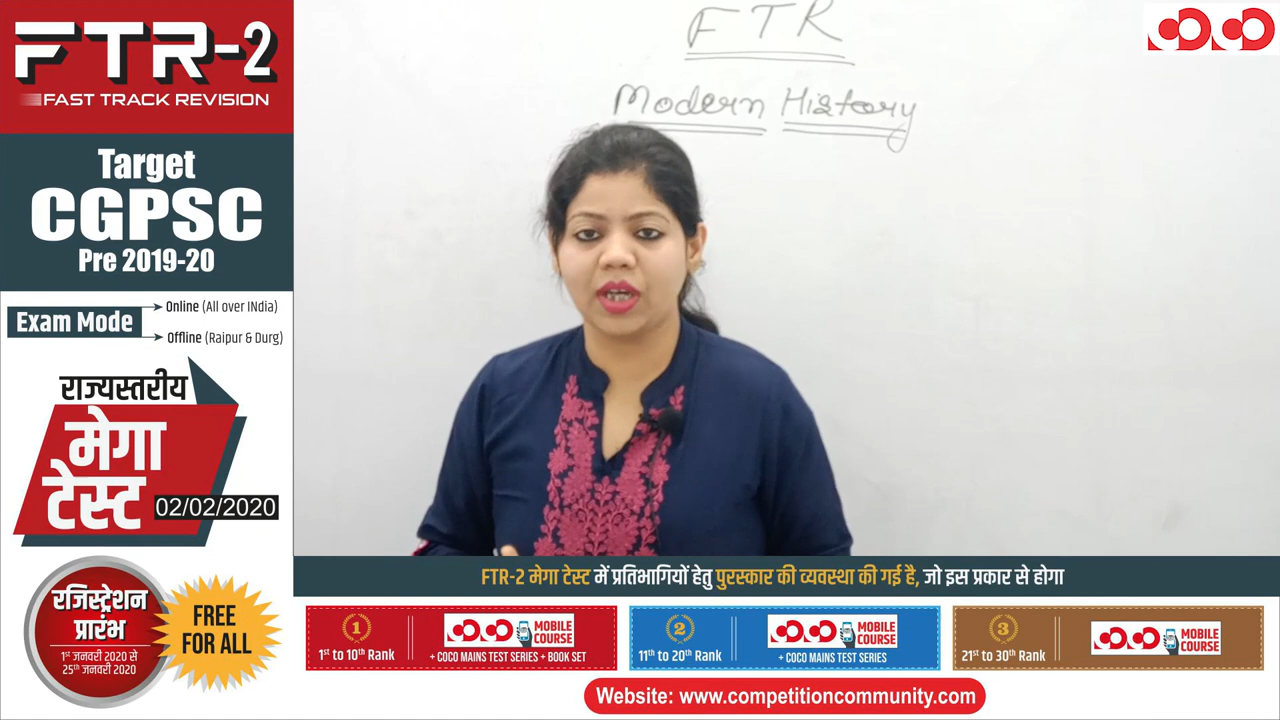 FTR-2
FAST TRACK REVISION
Target
CGPSC
Pre 2019-20
Exam Mode
Online (All over INdia)
Offline (Raipur & Durg)
राज्यस्तरीय
मेगा
टेस्ट
02/02/2020
रजिस्ट्रेशन
प्रारंभ
1st जनवरी 2020 से
25th जनवरी 2020
FREE
FOR ALL
FTR
Modern History
COCO
FTR-2 मेगा टेस्ट में प्रतिभागियों हेतु पुरस्कार की व्यवस्था की गई है, जो इस प्रकार से होगा
1
1st to 10th Rank
COCO MOBILE COURSE
+ COCO MAINS TEST SERIES + BOOK SET
2
11th to 20th Rank
COCO MOBILE COURSE
+ COCO MAINS TEST SERIES
3
21st to 30th Rank
COCO MOBILE COURSE
Website: www.competitioncommunity.com